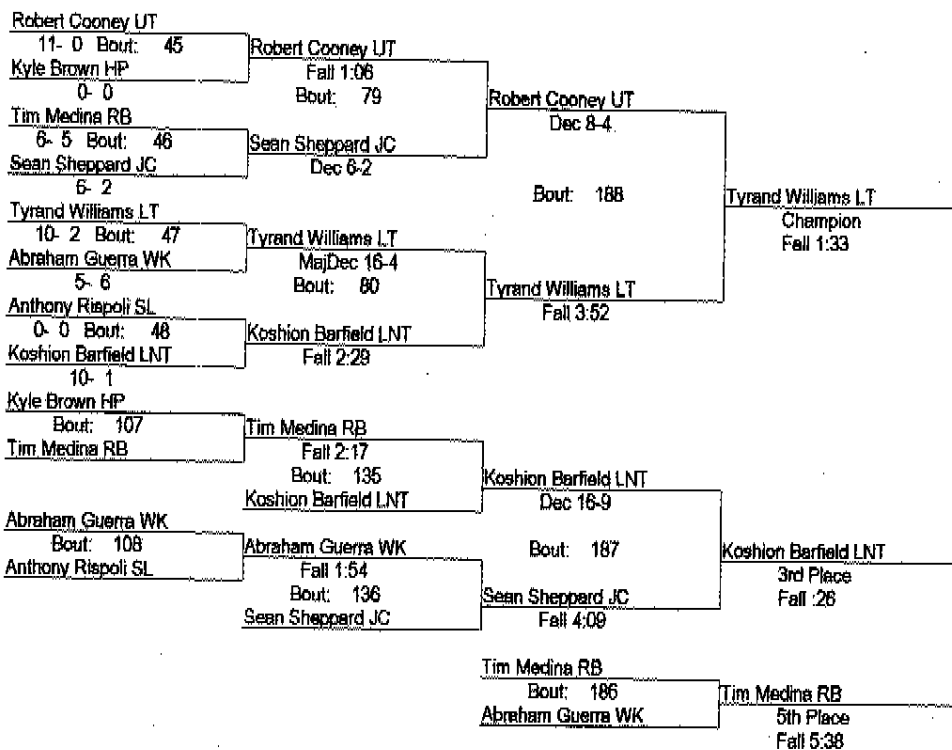 Robert Cooney UT
11- 0 Bout: 45
Kyle Brown HP
0- 0
Tim Medina RB
6- 5 Bout: 46
Sean Sheppard JC
6- 2
Tyrand Williams LT
10- 2 Bout: 47
Abraham Guerra WK
5- 6
Anthony Rispoli SL
0- 0 Bout: 48
Koshion Barfield LNT
10- 1
Robert Cooney UT
Fall 1:06
Bout: 79
Sean Sheppard JC
Dec 6-2
Tyrand Williams LT
MajDec 16-4
Bout: 80
Koshion Barfield LNT
Fall 2:29
Robert Cooney UT
Dec 8-4
Bout: 188
Tyrand Williams LT
Fall 3:52
Tyrand Williams LT
Champion
Fall 1:33
Kyle Brown HP
Bout: 107
Tim Medina RB
Abraham Guerra WK
Bout: 108
Anthony Rispoli SL
Tim Medina RB
Fall 2:17
Bout: 135
Koshion Barfield LNT
Abraham Guerra WK
Fall 1:54
Bout: 136
Sean Sheppard JC
Koshion Barfield LNT
Dec 16-9
Bout: 187
Sean Sheppard JC
Fall 4:09
Koshion Barfield LNT
3rd Place
Fall :26
Tim Medina RB
Bout: 186
Abraham Guerra WK
Tim Medina RB
5th Place
Fall 5:38